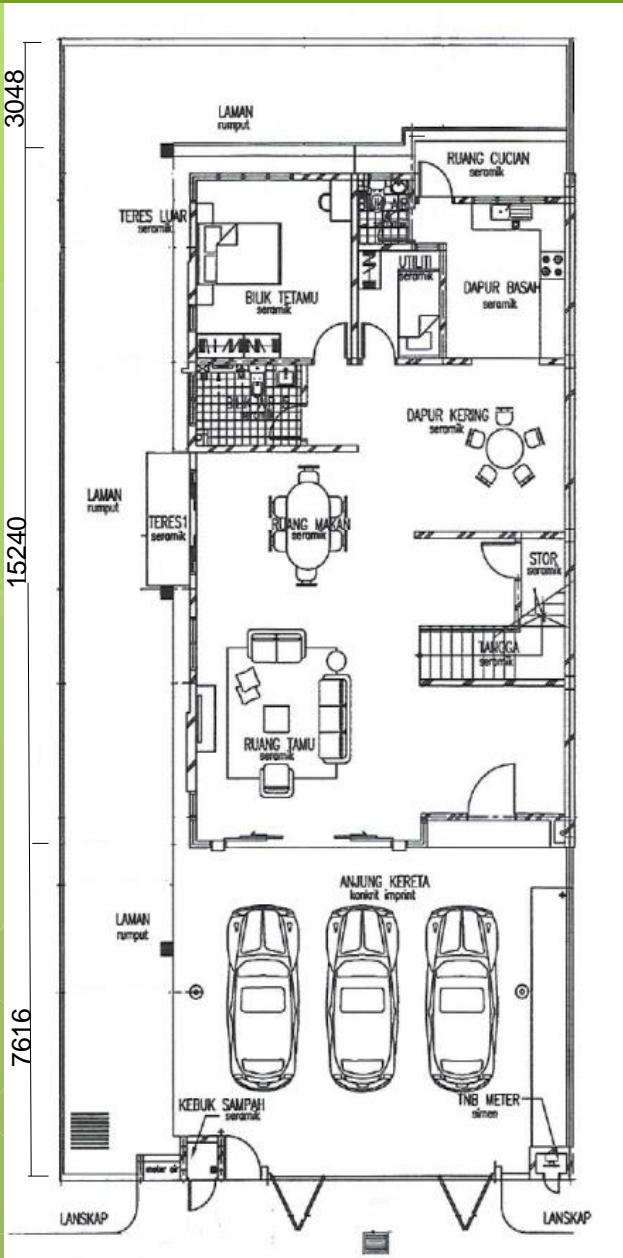 3048
LAMAN
rumput
RUANG CUCIAN
seramik
TERES LUAR
seramik
UTILITI
seramik
BILIK TETAMU
seramik
DAPUR BASAH
seramik
seramik
DAPUR KERING
seramik
LAMAN
rumput
TERES1
seramik
RUANG MAKAN
seramik
15240
STOR
seramik
TANGGA
seramik
RUANG TAMU
seramik
ANJUNG KERETA
konkrit imprint
LAMAN
rumput
7616
KEBUK SAMPAH
seramik
TNB METER
simen
meter air
LANSKAP
LANSKAP